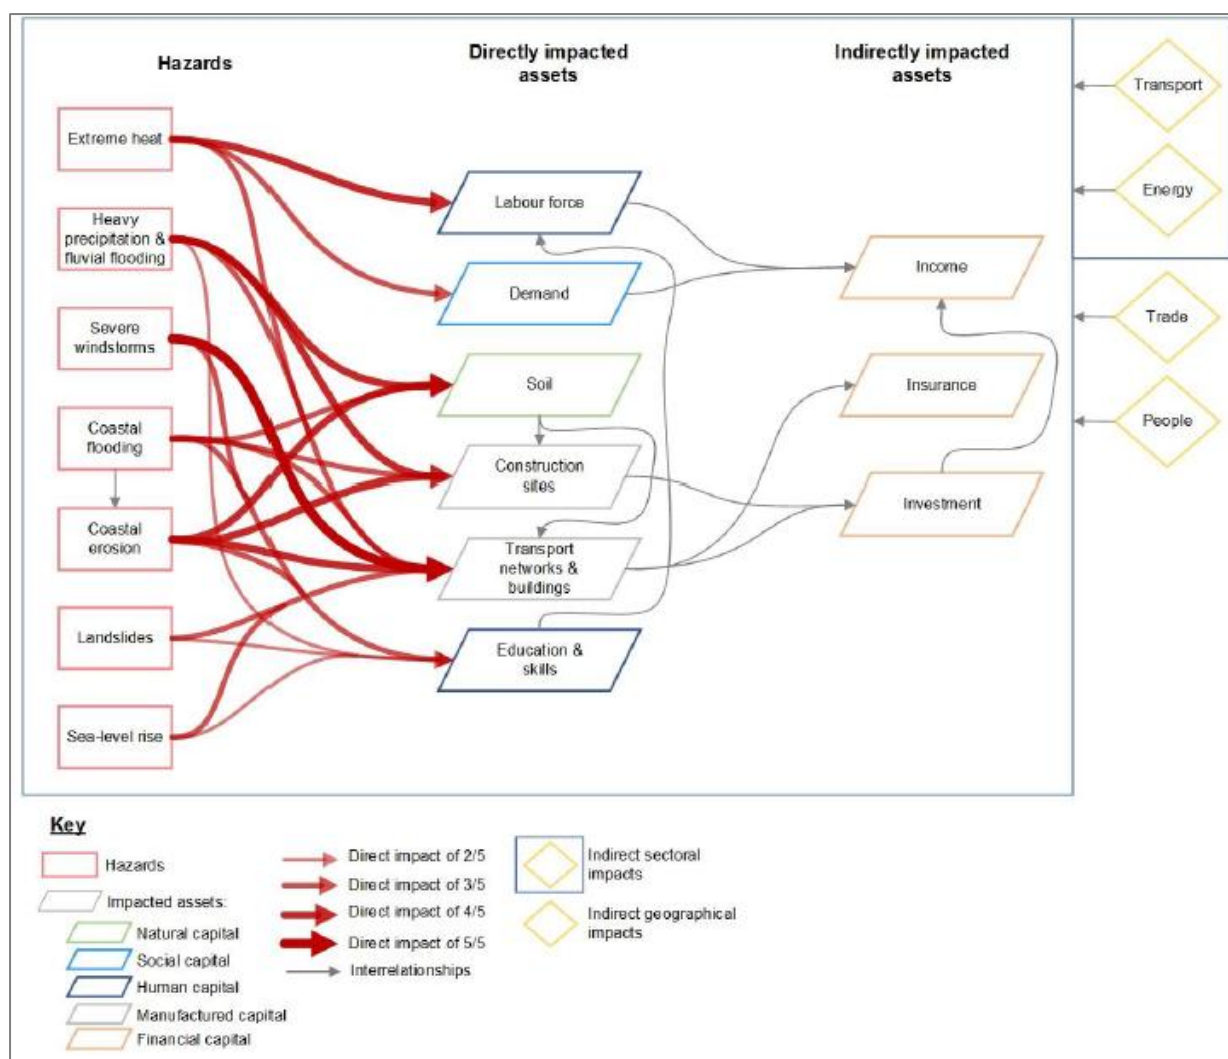 Hazards
Directly impacted
assets
Indirectly impacted
assets
Extreme heat
Heavy
precipitation &
fluvial flooding
Severe
windstorms
Coastal
flooding
Coastal
erosion
Landslides
Sea-level rise
Labour force
Demand
Soil
Construction
sites
Transport
networks &
buildings
Education &
skills
Income
Insurance
Investment
Transport
Energy
Trade
People
Key
Hazards
Impacted assets:
Natural capital
Social capital
Human capital
Manufactured capital
Financial capital
Direct impact of 2/5
Direct impact of 3/5
Direct impact of 4/5
Direct impact of 5/5
Interrelationships
Indirect sectoral
impacts
Indirect geographical
impacts